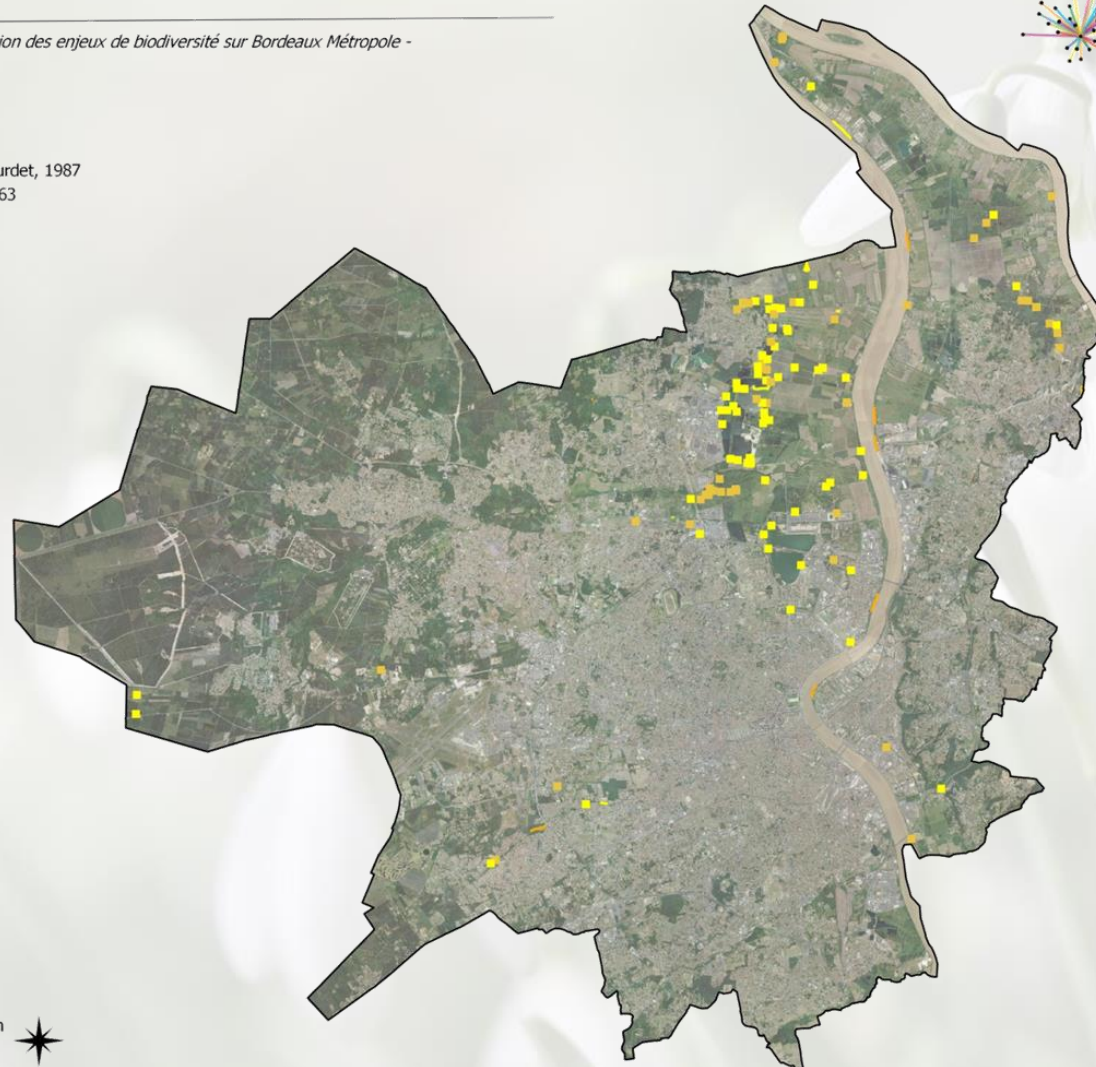 ion des enjeux de biodiversité sur Bordeaux Métropole -
urdet, 1987
63
n